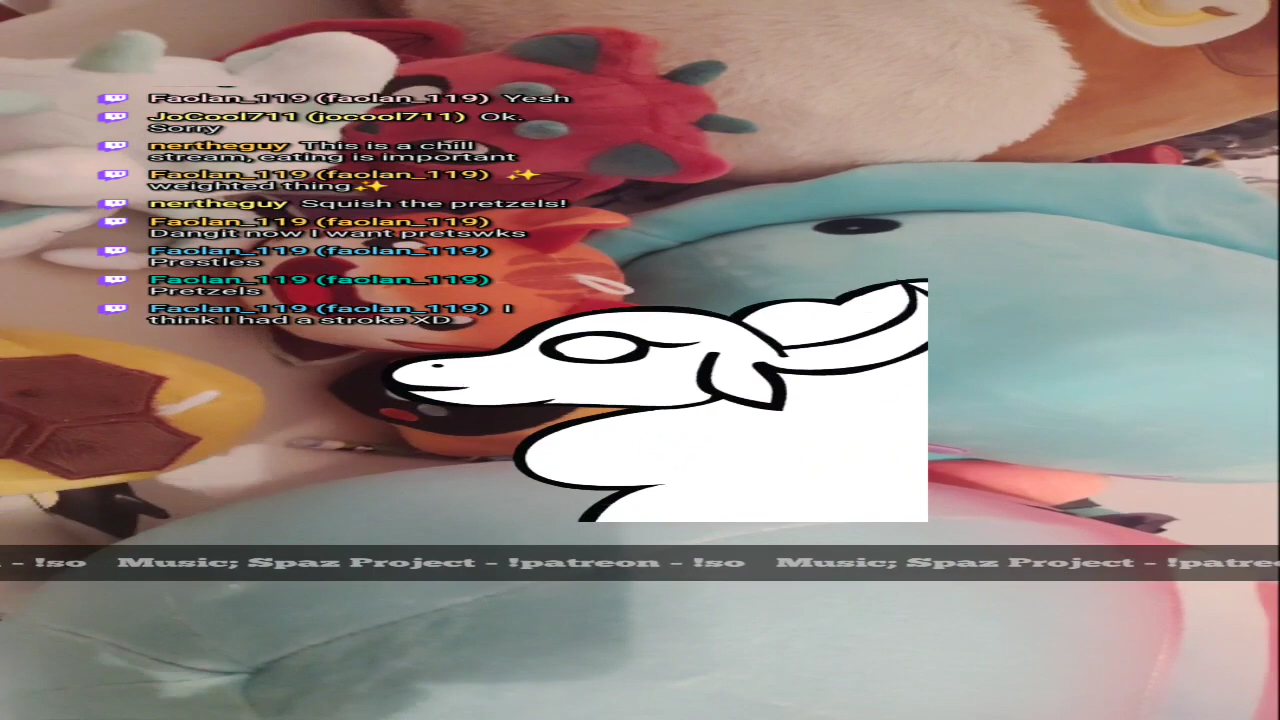 Faolan_119 (faolan_119) Yesh
JoCool711 (jocool711) Ok.
Sorry
nertheguy This is a chill
stream, eating is important
Faolan_119 (faolan_119) ✨
weighted thing✨
nertheguy Squish the pretzels!
Faolan_119 (faolan_119)
Dangit now I want pretswks
Faolan_119 (faolan_119)
Prestles
Faolan_119 (faolan_119)
Pretzels
Faolan_119 (faolan_119) I
think I had a stroke XD
- !so Music; Spaz Project - !patreon - !so Music; Spaz Project - !patre